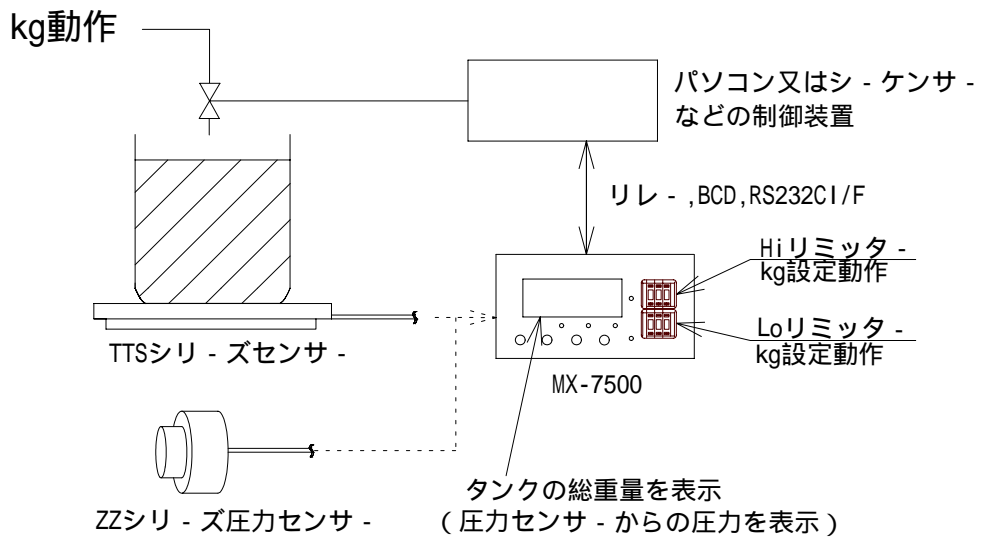 kg動作
パソコン又はシ - ケンサ -
などの制御装置
リレ - ,BCD,RS232CI/F
Hiリミッタ -
kg設定動作
Loリミッタ -
kg設定動作
TTSシリ - ズセンサ -
MX-7500
タンクの総重量を表示
ZZシリ - ズ圧力センサ -
( 圧力センサ - からの圧力を表示 )